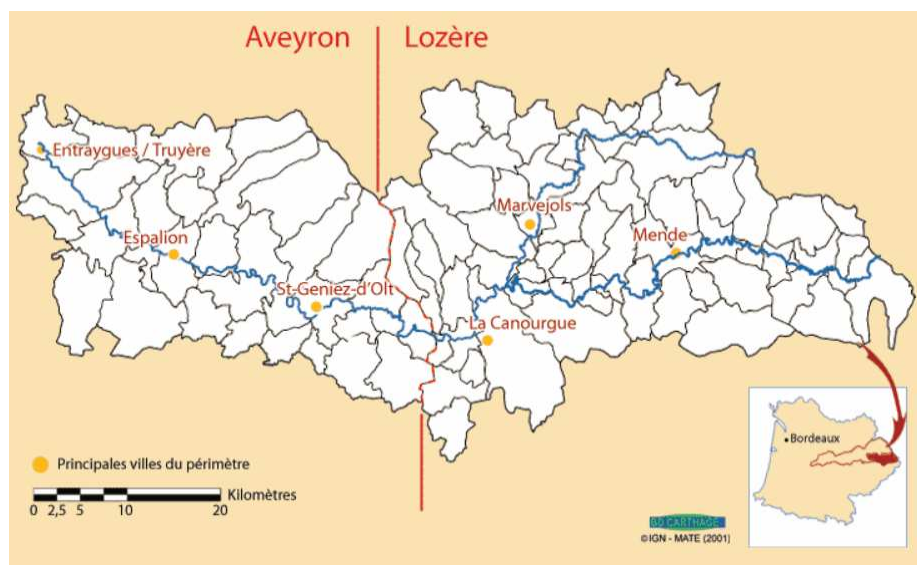 Aveyron
Lozère
Entraygues / Truyère
Marvejols
Espalion
Mende
St-Geniez-d'Olt
La Canourgue
Bordeaux
Principales villes du périmètre
Kilomètres
0 2,5 5 10 20
BD CARTHAGE
©IGN - MATE (2001)